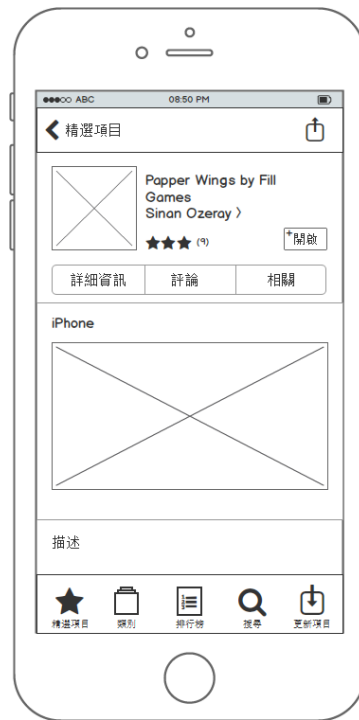 ABC 08:50 PM
精選項目
Papper Wings by Fill
Games
Sinan Ozeray 〉
(9)
+開啟
詳細資訊 評論 相關
iPhone
描述
精選項目 類別 排行榜 搜尋 更新項目